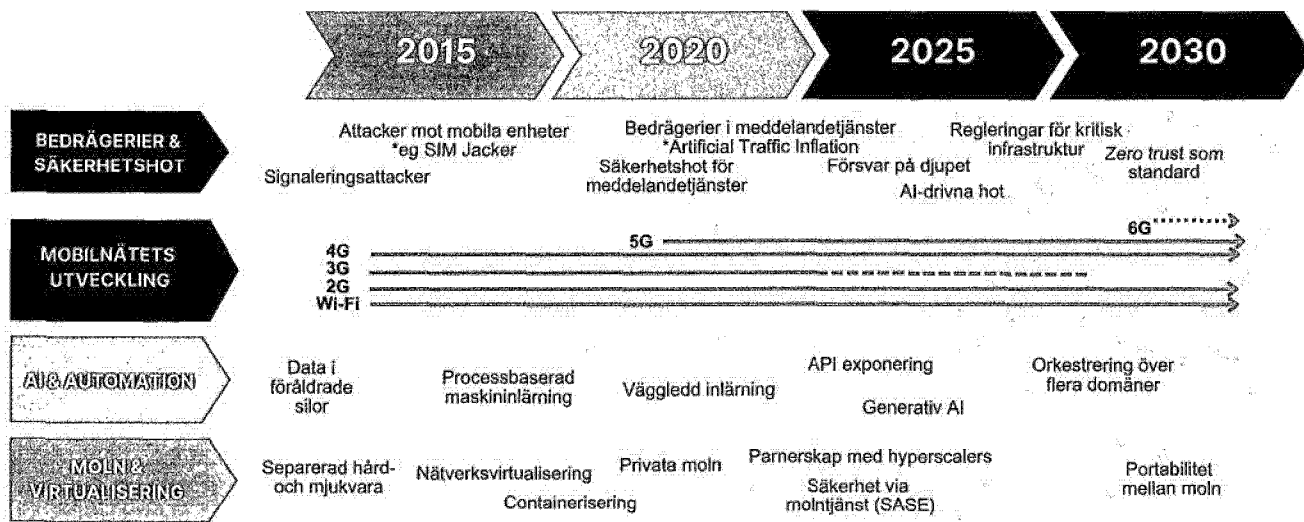 2015
2020
2025
2030
BEDRÄGERIER &
SÄKERHETSHOT
Attacker mot mobila enheter
*eg SIM Jacker
Signaleringsattacker
Bedrägerier i meddelandetjänster
*Artificial Traffic Inflation
Säkerhetshot för
meddelandetjänster
Försvar på djupet
AI-drivna hot
Regleringar för kritisk
infrastruktur
Zero trust som
standard
MOBILNÄTETS
UTVECKLING
6G
5G
4G
3G
2G
Wi-Fi
AI & AUTOMATION
Data i
föråldrade
silor
Processbaserad
maskininlärning
Väggledd inlärning
API exponering
Generativ AI
Orkestrering över
flera domäner
MOLN &
VIRTUALISERING
Separerad hård-
och mjukvara
Nätverksvirtualisering
Containerisering
Privata moln
Parnerskap med hyperscalers
Säkerhet via
molntjänst (SASE)
Portabilitet
mellan moln